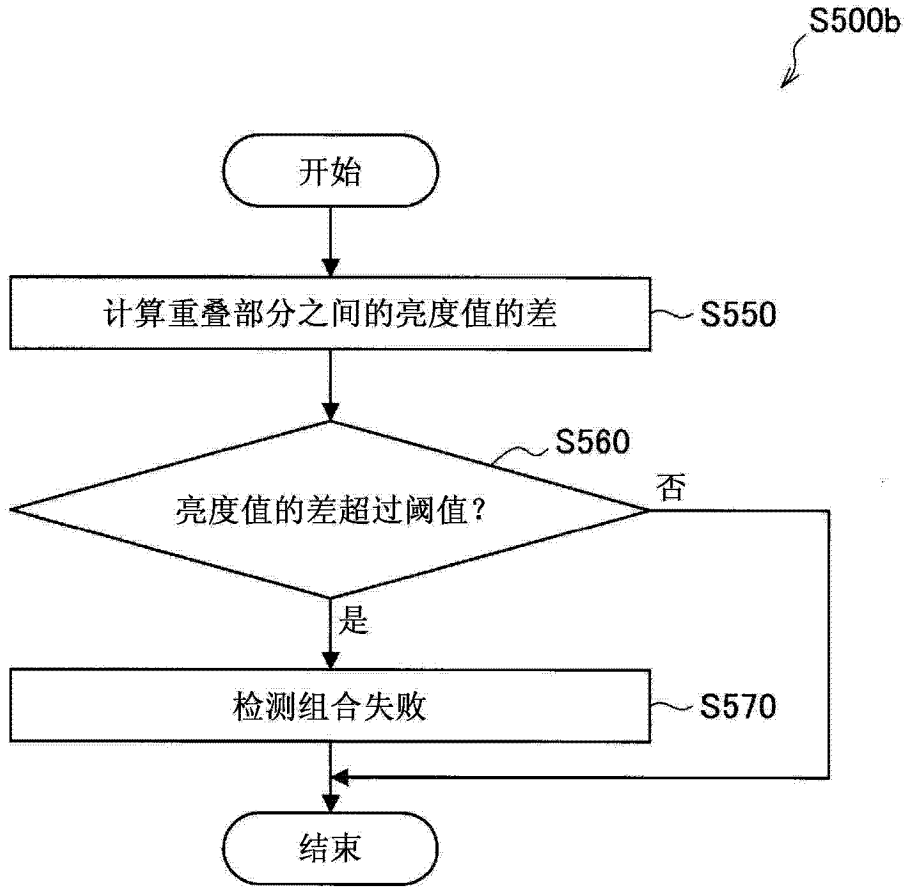 S500b
开始
计算重叠部分之间的亮度值的差
S550
S560
亮度值的差超过阈值?
否
是
检测组合失败
S570
结束